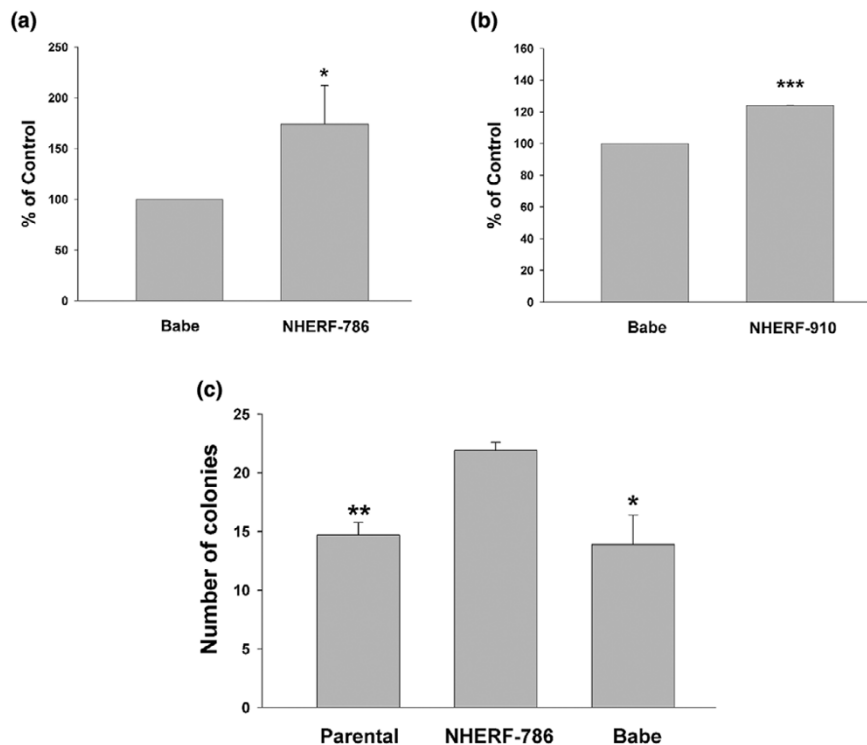 (a)
250
200
150
100
50
0
% of Control
*
Babe NHERF-786
(b)
160
140
120
100
80
60
40
20
0
% of Control
***
Babe NHERF-910
(c)
25
20
15
10
5
0
Number of colonies
**
*
Parental NHERF-786 Babe